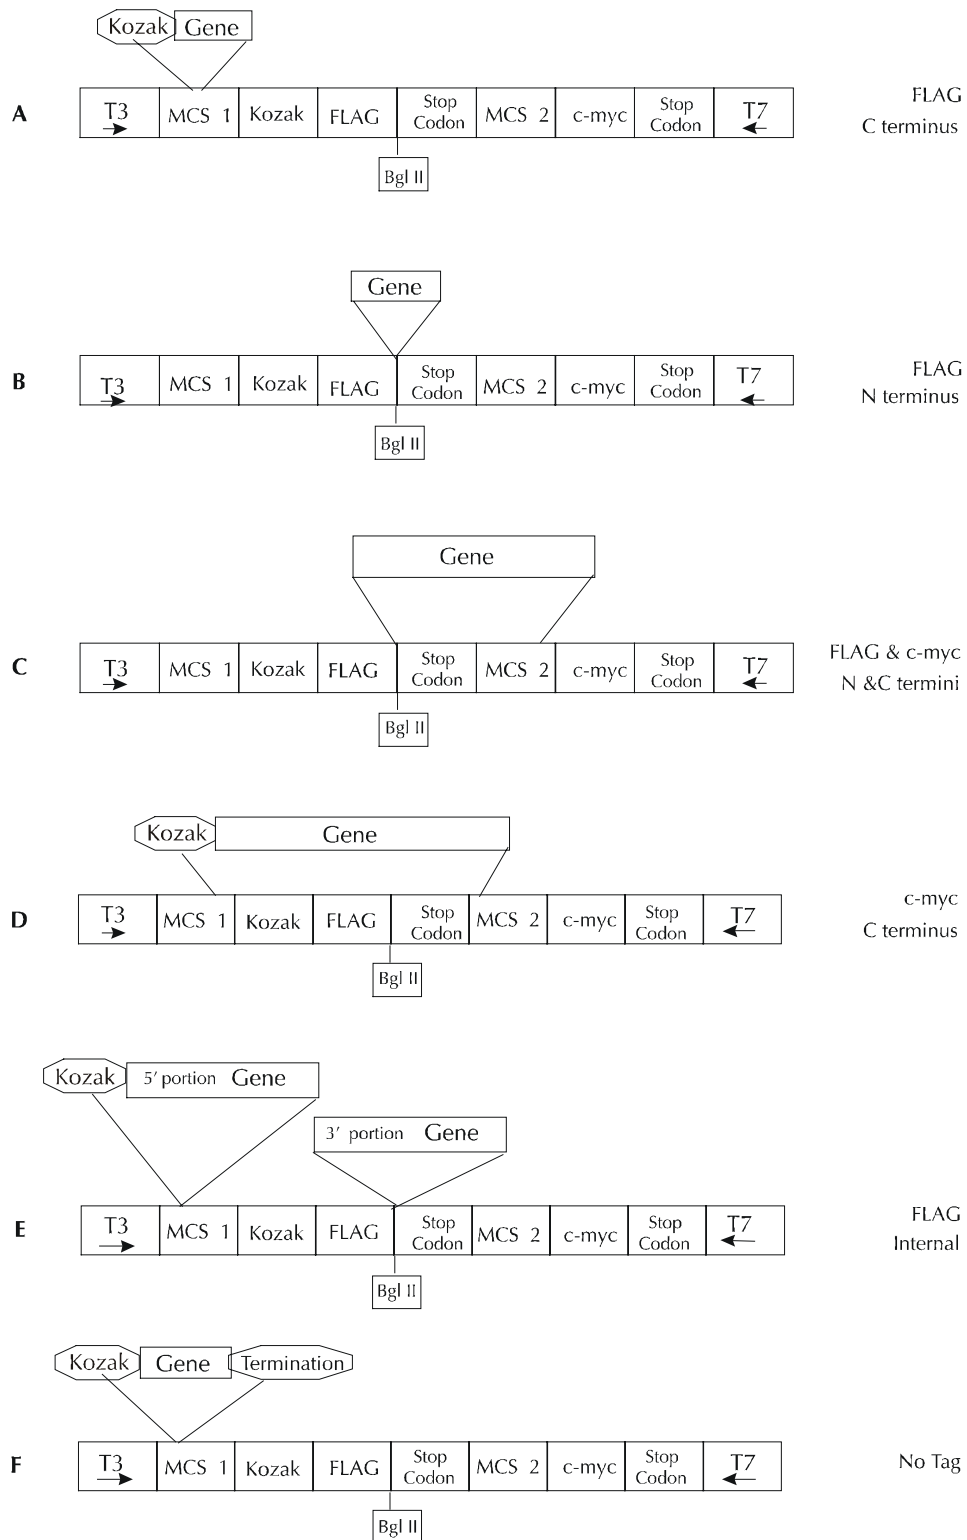 Kozak Gene
A T3 MCS 1 Kozak FLAG Stop Codon MCS 2 c-myc Stop Codon T7
FLAG
C terminus
Bgl II
Gene
B T3 MCS 1 Kozak FLAG Stop Codon MCS 2 c-myc Stop Codon T7
FLAG
N terminus
Bgl II
Gene
C T3 MCS 1 Kozak FLAG Stop Codon MCS 2 c-myc Stop Codon T7
FLAG & c-myc
N &C termini
Bgl II
Kozak Gene
D T3 MCS 1 Kozak FLAG Stop Codon MCS 2 c-myc Stop Codon T7
c-myc
C terminus
Bgl II
Kozak 5′ portion Gene
3′ portion Gene
E T3 MCS 1 Kozak FLAG Stop Codon MCS 2 c-myc Stop Codon T7
FLAG
Internal
Bgl II
Kozak Gene Termination
F T3 MCS 1 Kozak FLAG Stop Codon MCS 2 c-myc Stop Codon T7
No Tag
Bgl II